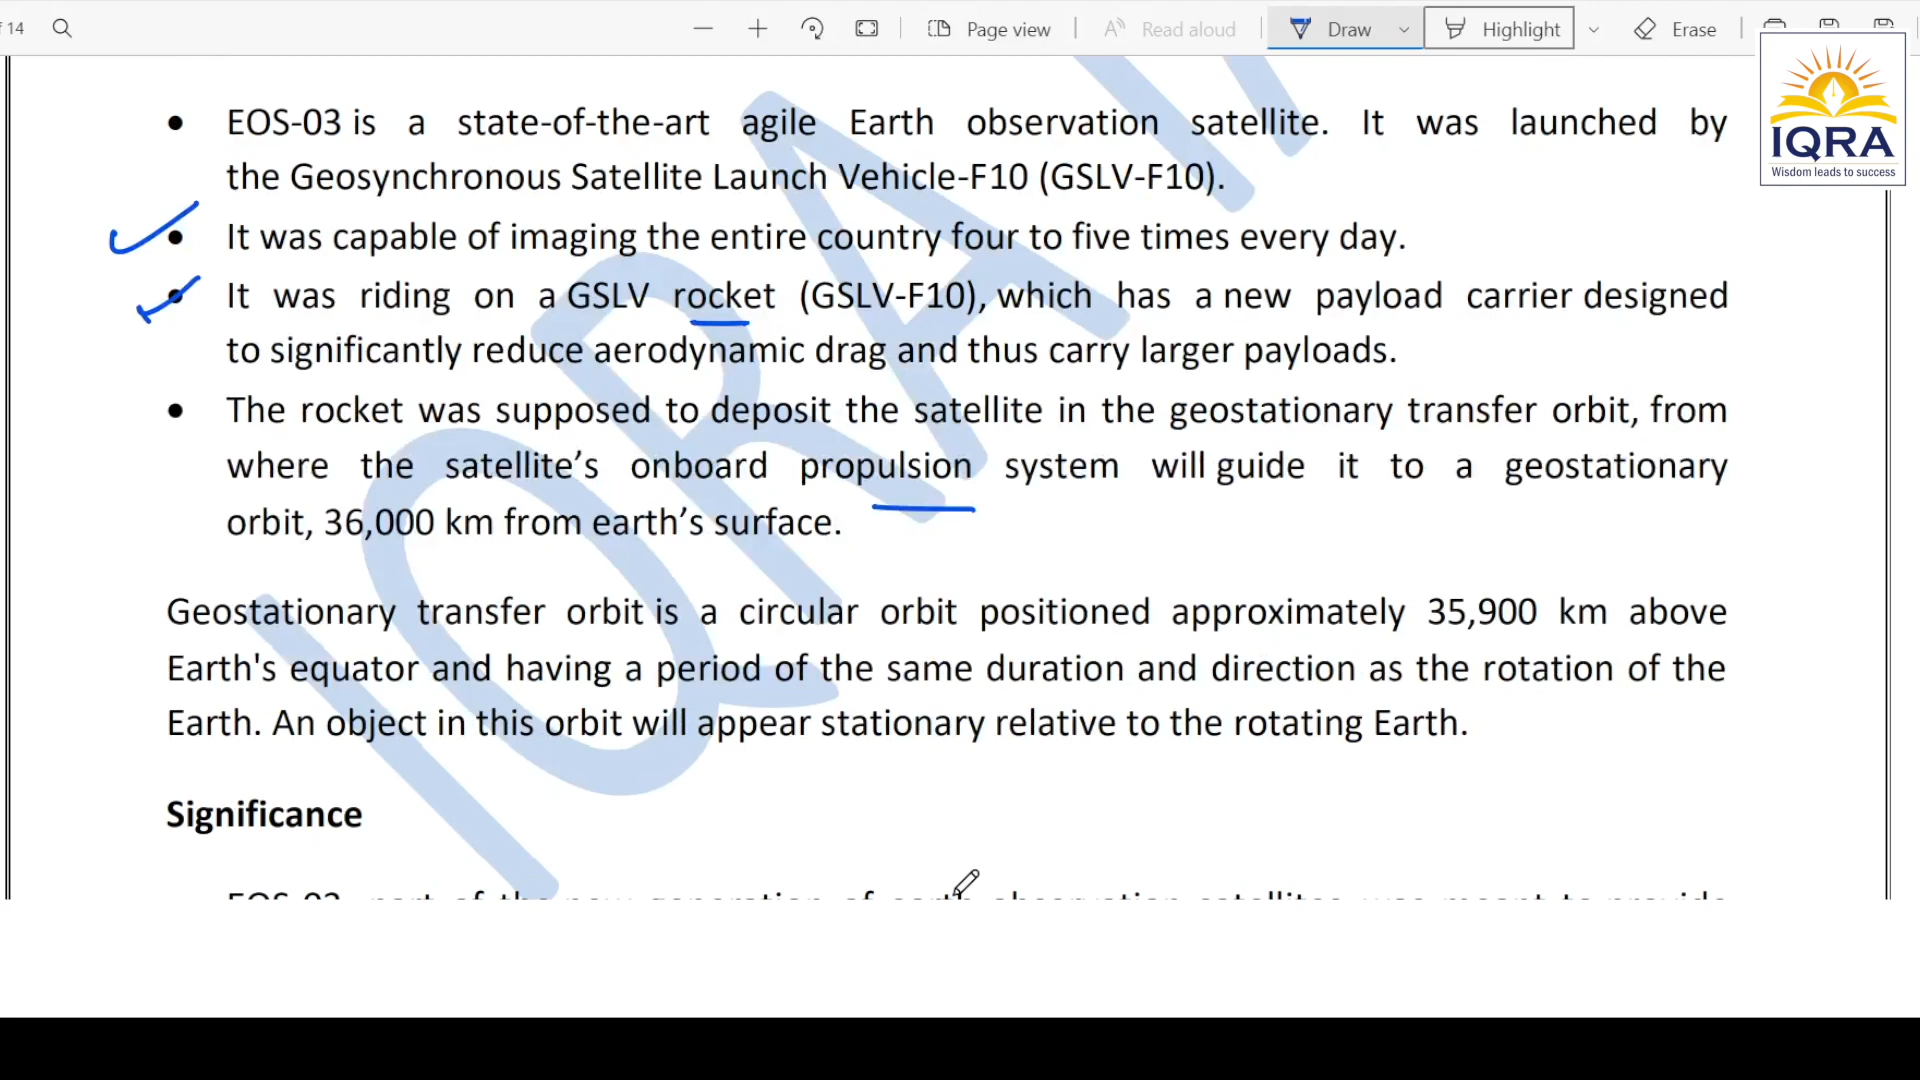 f 14
Page view
Read aloud
Draw
Highlight
Erase
IQRA
Wisdom leads to success
EOS-03 is a state-of-the-art agile Earth observation satellite. It was launched by
the Geosynchronous Satellite Launch Vehicle-F10 (GSLV-F10).
It was capable of imaging the entire country four to five times every day.
It was riding on a GSLV rocket (GSLV-F10), which has a new payload carrier designed
to significantly reduce aerodynamic drag and thus carry larger payloads.
The rocket was supposed to deposit the satellite in the geostationary transfer orbit, from
where the satellite’s onboard propulsion system will guide it to a geostationary
orbit, 36,000 km from earth’s surface.
Geostationary transfer orbit is a circular orbit positioned approximately 35,900 km above
Earth's equator and having a period of the same duration and direction as the rotation of the
Earth. An object in this orbit will appear stationary relative to the rotating Earth.
Significance